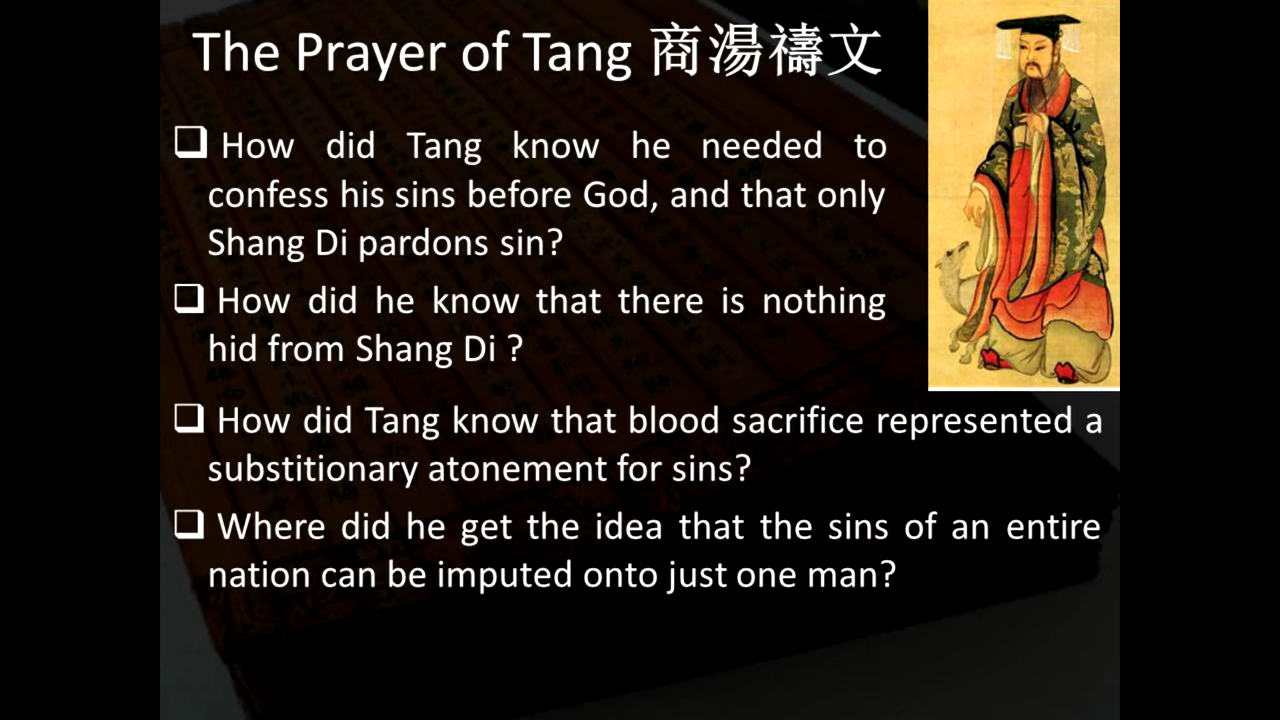 The Prayer of Tang 商湯禱文
❑ How did Tang know he needed to
confess his sins before God, and that only
Shang Di pardons sin?
❑ How did he know that there is nothing
hid from Shang Di ?
❑ How did Tang know that blood sacrifice represented a
substitionary atonement for sins?
❑ Where did he get the idea that the sins of an entire
nation can be imputed onto just one man?